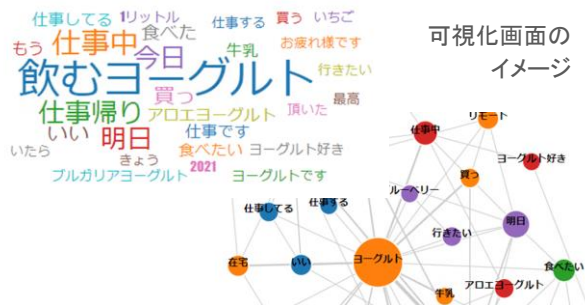 仕事してる 1リットル 仕事する 買う いちご
食べた
もう 仕事中 今日 牛乳 お疲れ様です
飲むヨーグルト 行きたい
買っ 最高
仕事帰り アロエヨーグルト 頂いた
いい 明日 仕事です
いたら きょう 食べたい ヨーグルト好き
ブルガリアヨーグルト 2021 ヨーグルトです
可視化画面の
イメージ
リモート
仕事中
ヨーグルト好き
買っ
ルーベリー
仕事してる 仕事する
明日
行きたい
在宅 いい ヨーグルト 食べたい
アロエヨーグルト
牛乳